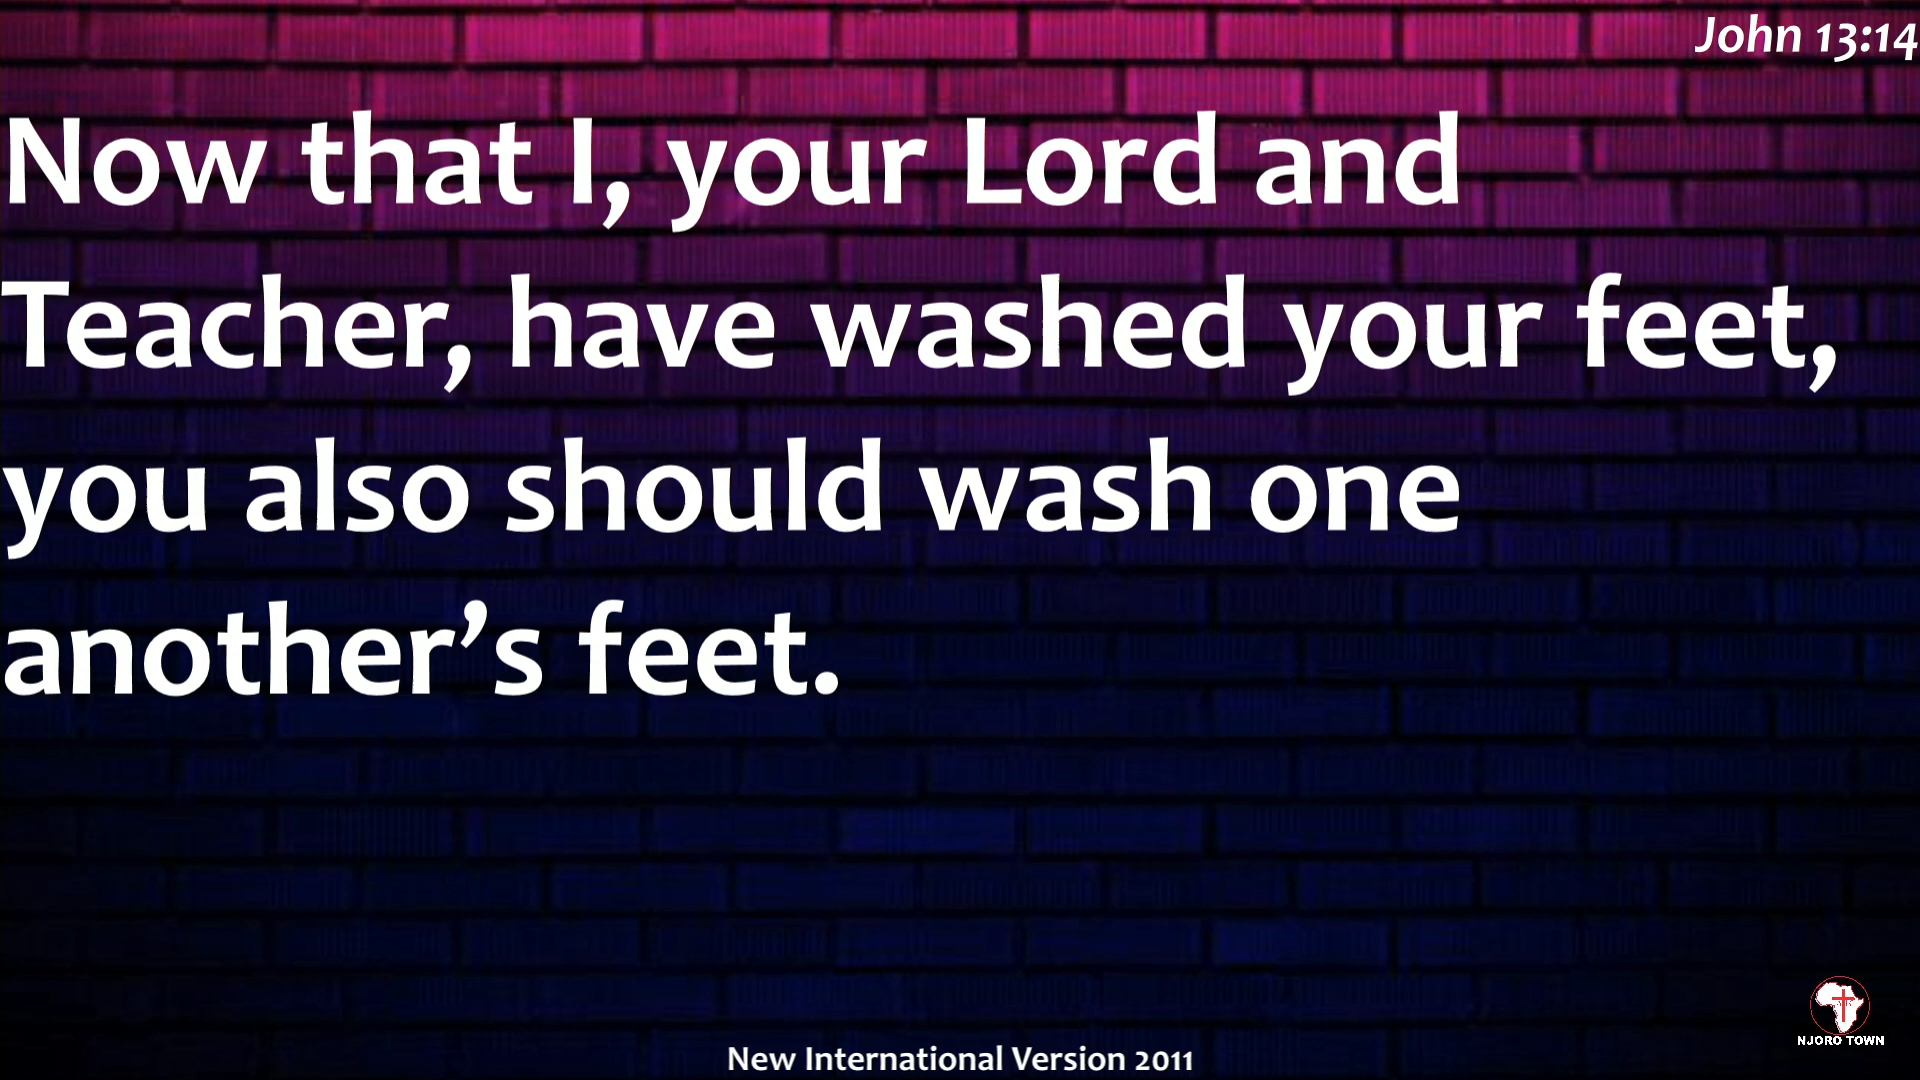 John 13:14
Now that I, your Lord and
Teacher, have washed your feet,
you also should wash one
another’s feet.
New International Version 2011
NJORO TOWN